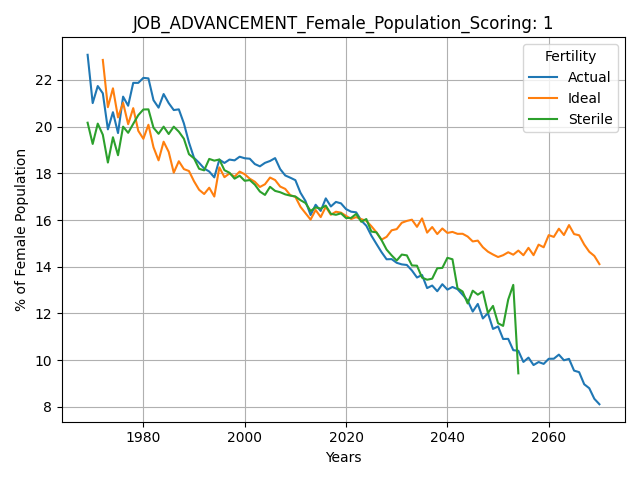 JOB_ADVANCEMENT_Female_Population_Scoring: 1
Fertility
Actual
Ideal
Sterile
% of Female Population
22
20
18
16
14
12
10
8
1980 2000 2020 2040 2060
Years